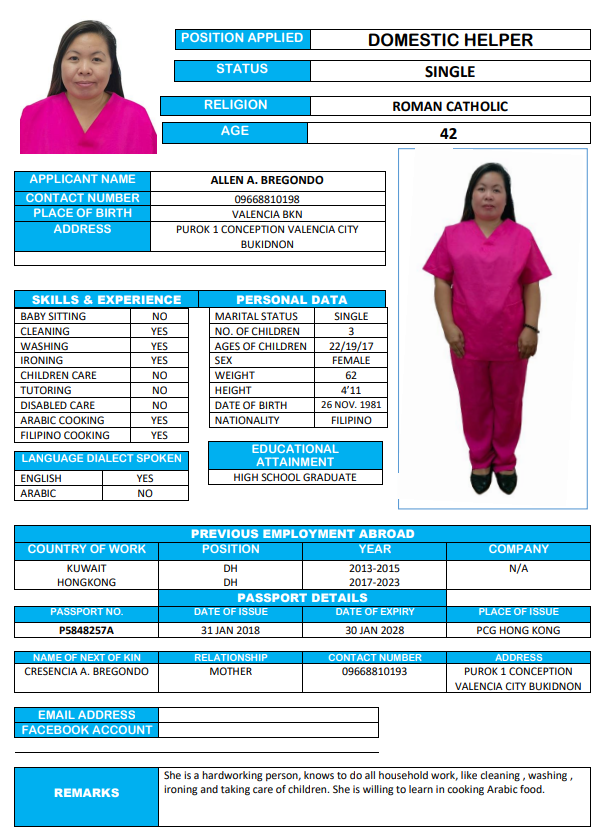 POSITION APPLIED DOMESTIC HELPER
STATUS SINGLE
RELIGION ROMAN CATHOLIC
AGE 42
APPLICANT NAME ALLEN A. BREGONDO
CONTACT NUMBER 09668810198
PLACE OF BIRTH VALENCIA BKN
ADDRESS PUROK 1 CONCEPTION VALENCIA CITY
BUKIDNON
SKILLS & EXPERIENCE PERSONAL DATA
BABY SITTING NO MARITAL STATUS SINGLE
CLEANING YES NO. OF CHILDREN 3
WASHING YES AGES OF CHILDREN 22/19/17
IRONING YES SEX FEMALE
CHILDREN CARE NO WEIGHT 62
TUTORING NO HEIGHT 4’11
DISABLED CARE NO DATE OF BIRTH 26 NOV. 1981
ARABIC COOKING YES NATIONALITY FILIPINO
FILIPINO COOKING YES
EDUCATIONAL
ATTAINMENT
HIGH SCHOOL GRADUATE
LANGUAGE DIALECT SPOKEN
ENGLISH YES
ARABIC NO
PREVIOUS EMPLOYMENT ABROAD
COUNTRY OF WORK POSITION YEAR COMPANY
KUWAIT DH 2013-2015 N/A
HONGKONG DH 2017-2023
PASSPORT DETAILS
PASSPORT NO. DATE OF ISSUE DATE OF EXPIRY PLACE OF ISSUE
P5848257A 31 JAN 2018 30 JAN 2028 PCG HONG KONG
NAME OF NEXT OF KIN RELATIONSHIP CONTACT NUMBER ADDRESS
CRESENCIA A. BREGONDO MOTHER 09668810193 PUROK 1 CONCEPTION
VALENCIA CITY BUKIDNON
EMAIL ADDRESS
FACEBOOK ACCOUNT
REMARKS
She is a hardworking person, knows to do all household work, like cleaning , washing ,
ironing and taking care of children. She is willing to learn in cooking Arabic food.